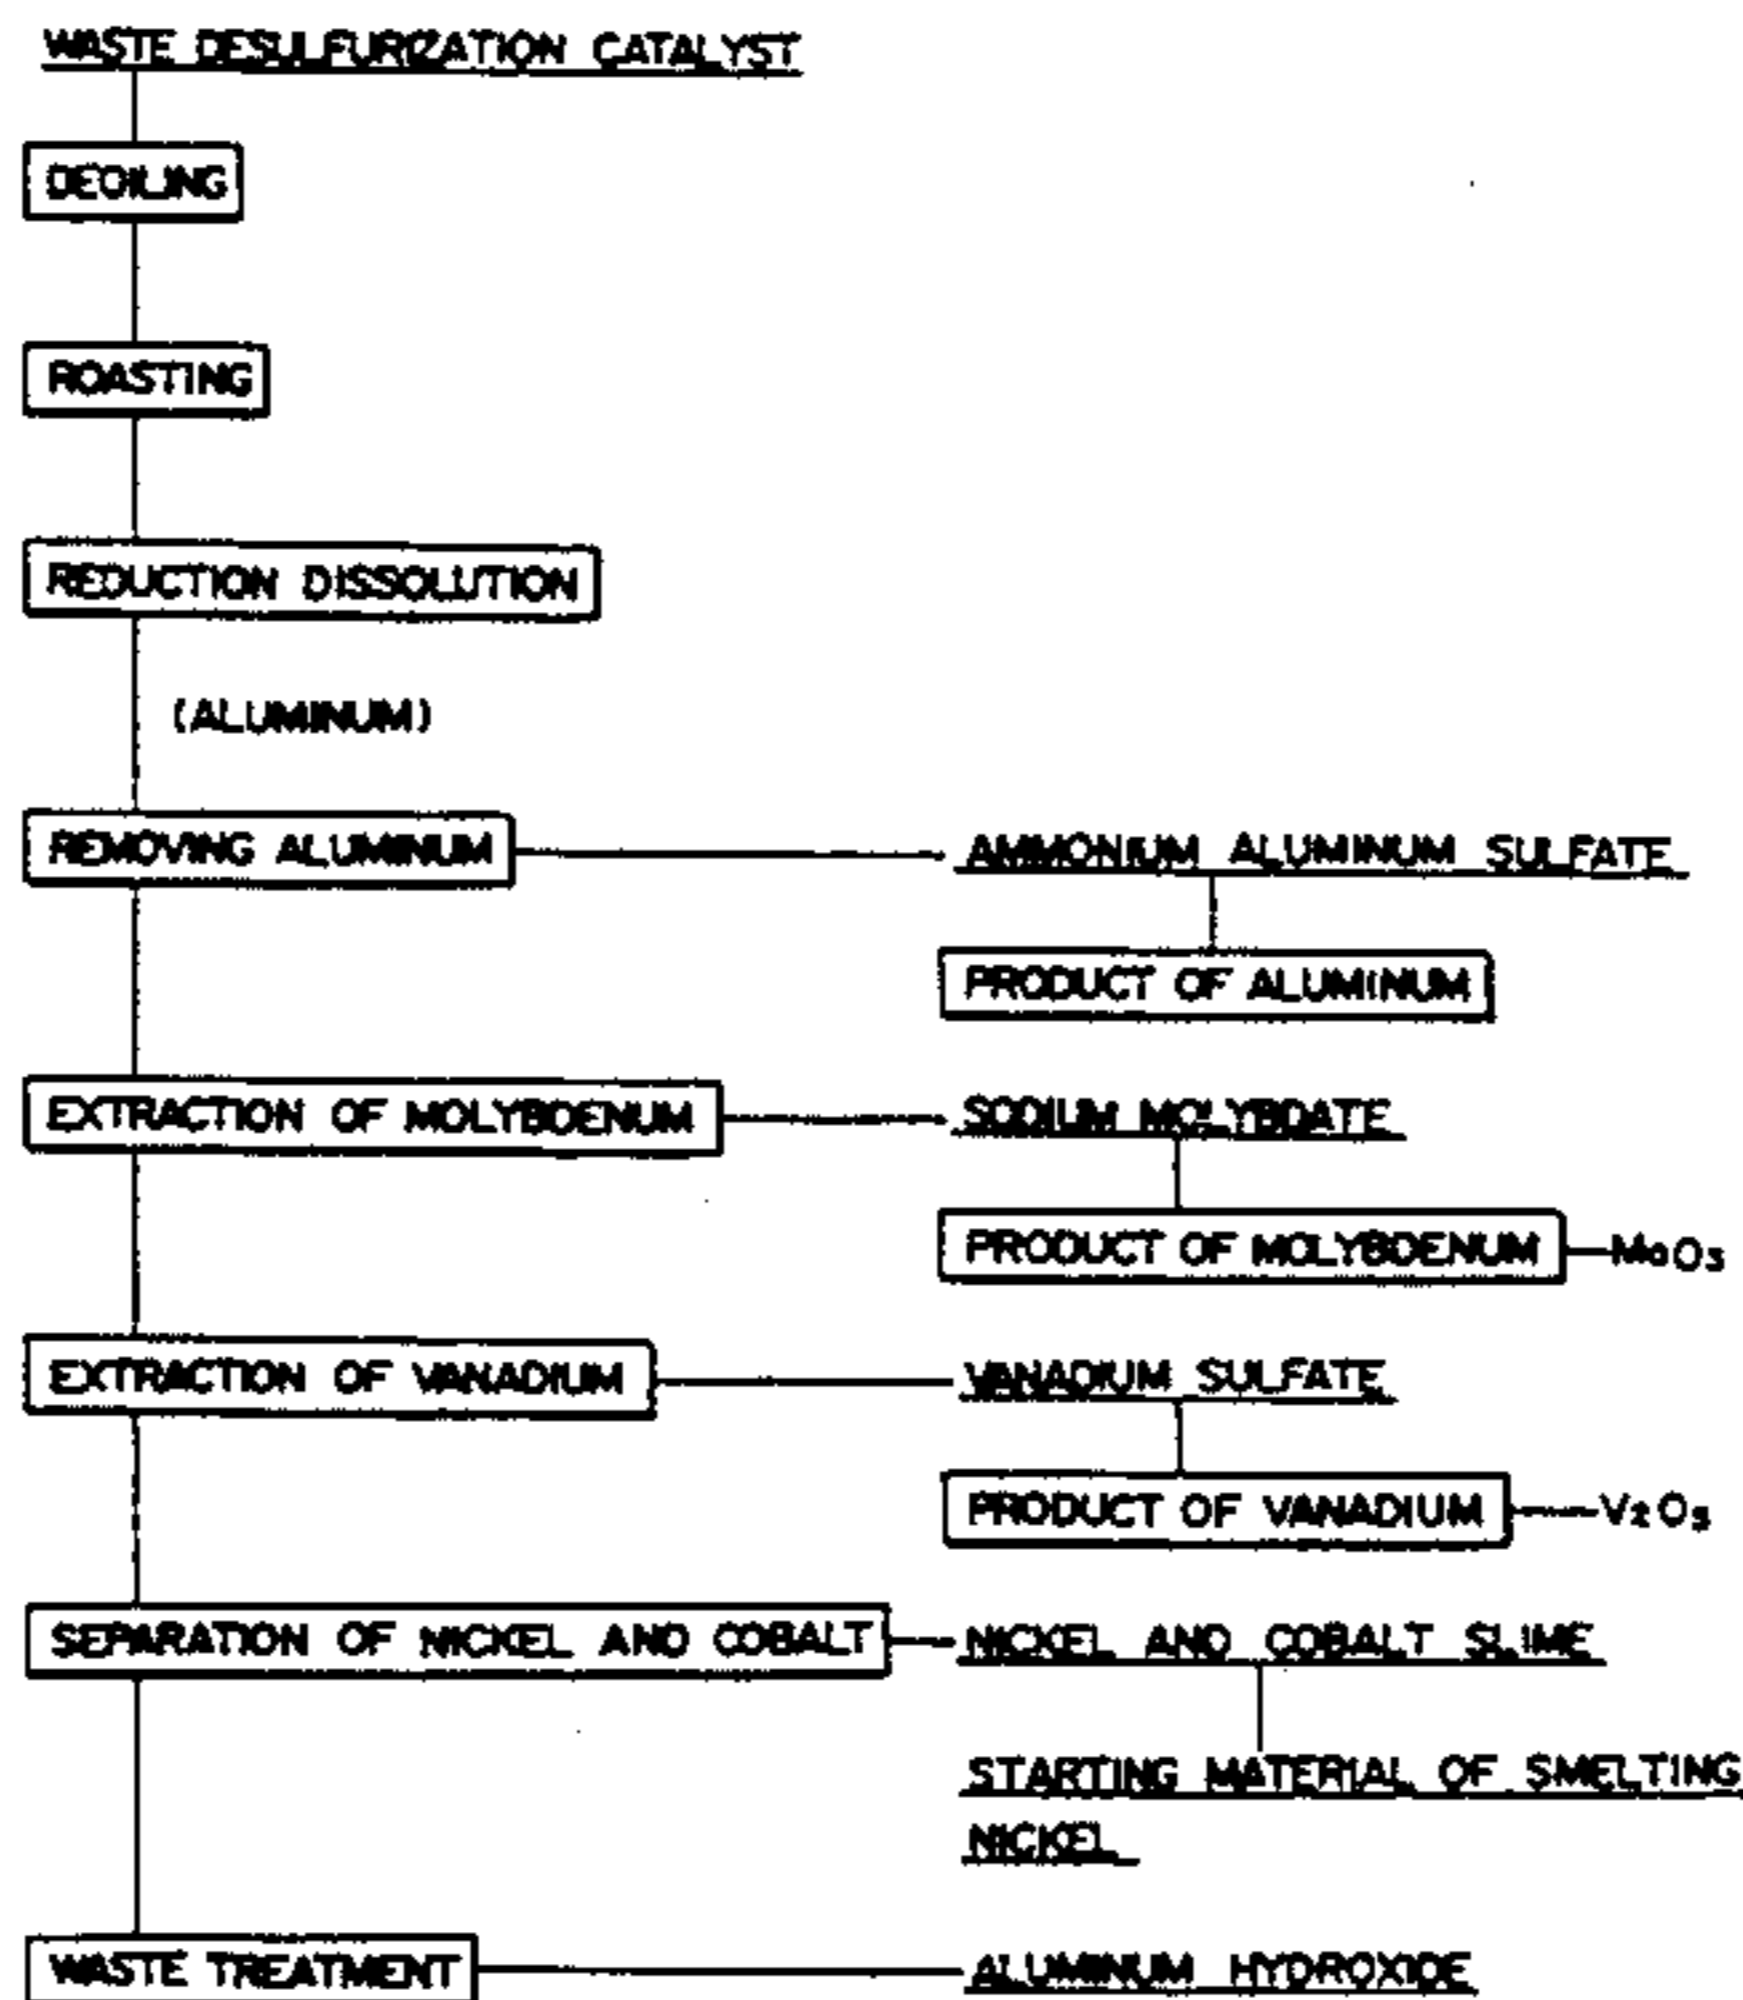 WASTE DESULFURIZATION CATALYST
DEOILING
ROASTING
REDUCTION DISSOLUTION
(ALUMINUM)
REMOVING ALUMINUM
AMMONIUM ALUMINUM SULFATE
PRODUCT OF ALUMINUM
EXTRACTION OF MOLYBDENUM
SODIUM MOLYBDATE
PRODUCT OF MOLYBDENUM
MoO3
EXTRACTION OF VANADIUM
VANADIUM SULFATE
PRODUCT OF VANADIUM
SEPARATION OF NICKEL AND COBALT
NICKEL AND COBALT SLIME
STARTING MATERIAL OF SMELTING
NICKEL
WASTE TREATMENT
ALUMINUM HYDROXIDE